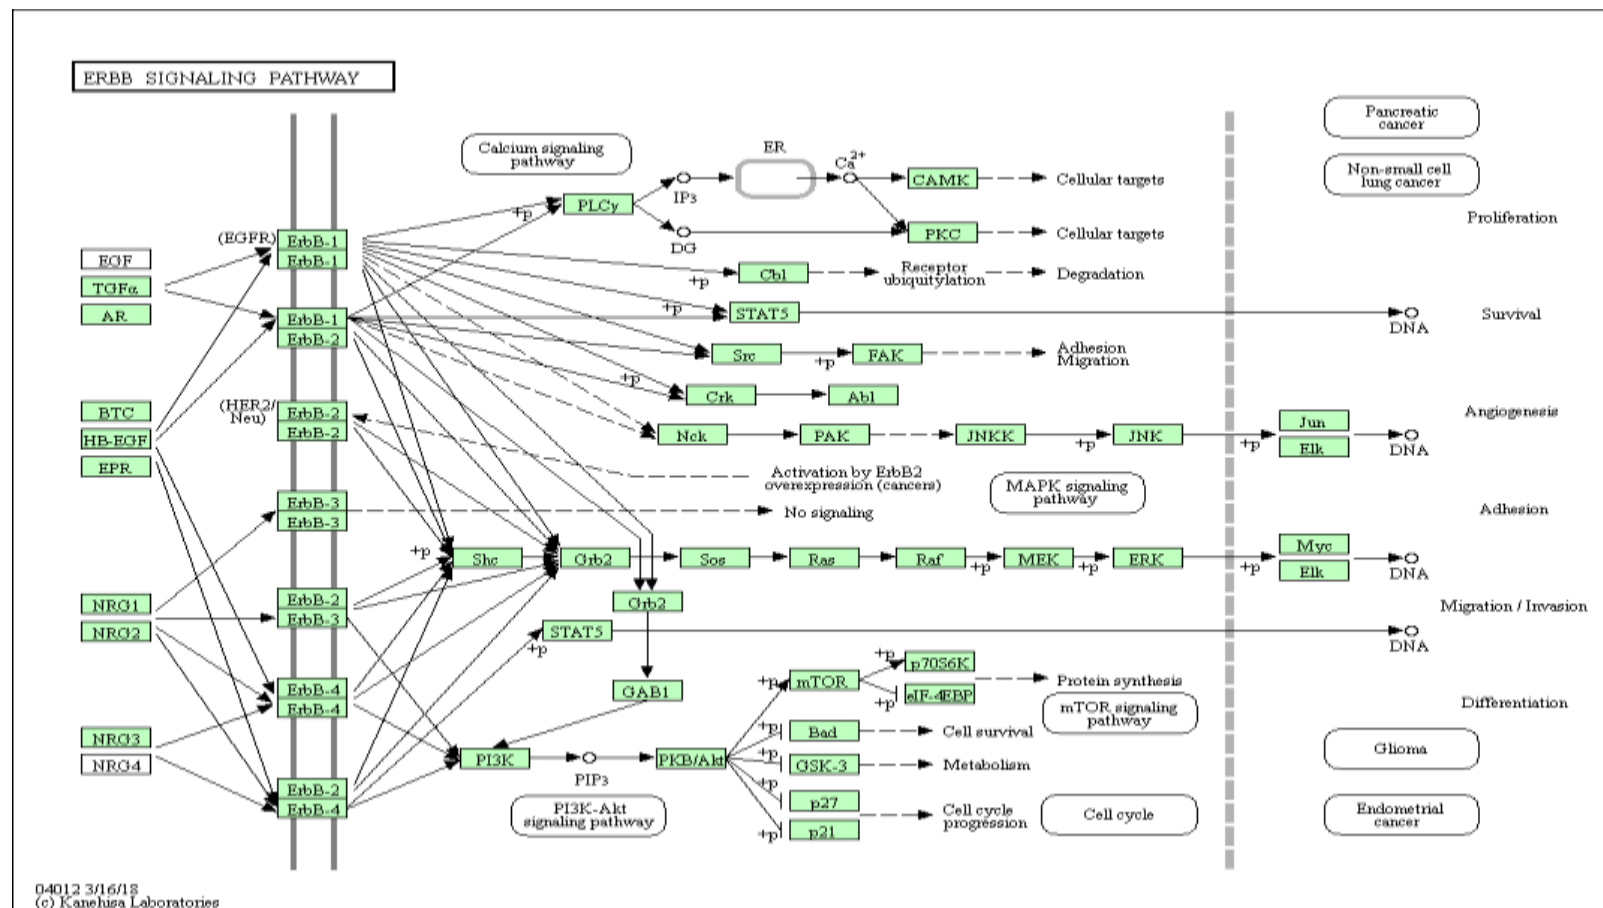 ERBB SIGNALING PATHWAY
Calcium signaling
pathway
ER
Ca2+
IP3
DG
PLCγ
+p
CAMK
Cellular targets
PKC
Cellular targets
Pancreatic
cancer
Non-small cell
lung cancer
Proliferation
(EGFR)
ErbB-1
ErbB-1
EGF
TGFα
AR
ErbB-1
ErbB-2
+p
Cbl
Receptor
ubiquitylation
Degradation
+p
STAT5
DNA
Survival
Src
+p
FAK
Adhesion
Migration
+p
Crk
Abl
BTC
HB-EGF
EPR
(HER2/
Neu)
ErbB-2
ErbB-2
Nck
PAK
JNKK
+p
JNK
+p
Jun
Elk
DNA
Angiogenesis
Activation by ErbB2
overexpression (cancers)
MAPK signaling
pathway
ErbB-3
ErbB-3
No signaling
Adhesion
+p
Shc
Grb2
Sos
Ras
Raf
+p
MEK
+p
ERK
+p
Myc
Elk
DNA
NRG1
NRG2
ErbB-2
ErbB-3
Grb2
Migration / Invasion
STAT5
+p
DNA
ErbB-4
ErbB-4
GAB1
+p
mTOR
+p
p70S6K
+p
eIF-4EBP
Protein synthesis
mTOR signaling
pathway
Differentiation
NRG3
NRG4
PI3K
PIP3
PKB/Akt
+p
Bad
Cell survival
+p
GSK-3
Metabolism
+p
p27
+p
p21
Cell cycle
progression
Cell cycle
Glioma
Endometrial
cancer
ErbB-2
ErbB-4
PI3K-Akt
signaling pathway
04012 3/16/18
(c) Kanehisa Laboratories